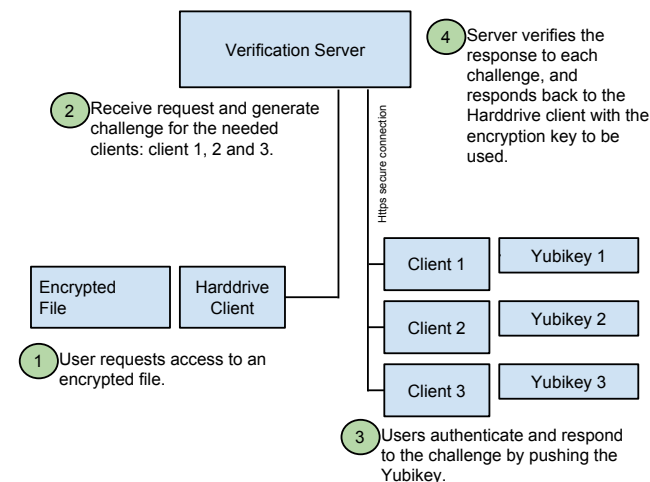 Verification Server
4
Server verifies the
response to each
challenge, and
responds back to the
Harddrive client with the
encryption key to be
used.
2
Receive request and generate
challenge for the needed
clients: client 1, 2 and 3.
Https secure connection
Encrypted
File
Harddrive
Client
Client 1
Yubikey 1
Client 2
Yubikey 2
Client 3
Yubikey 3
1
User requests access to an
encrypted file.
3
Users authenticate and respond
to the challenge by pushing the
Yubikey.